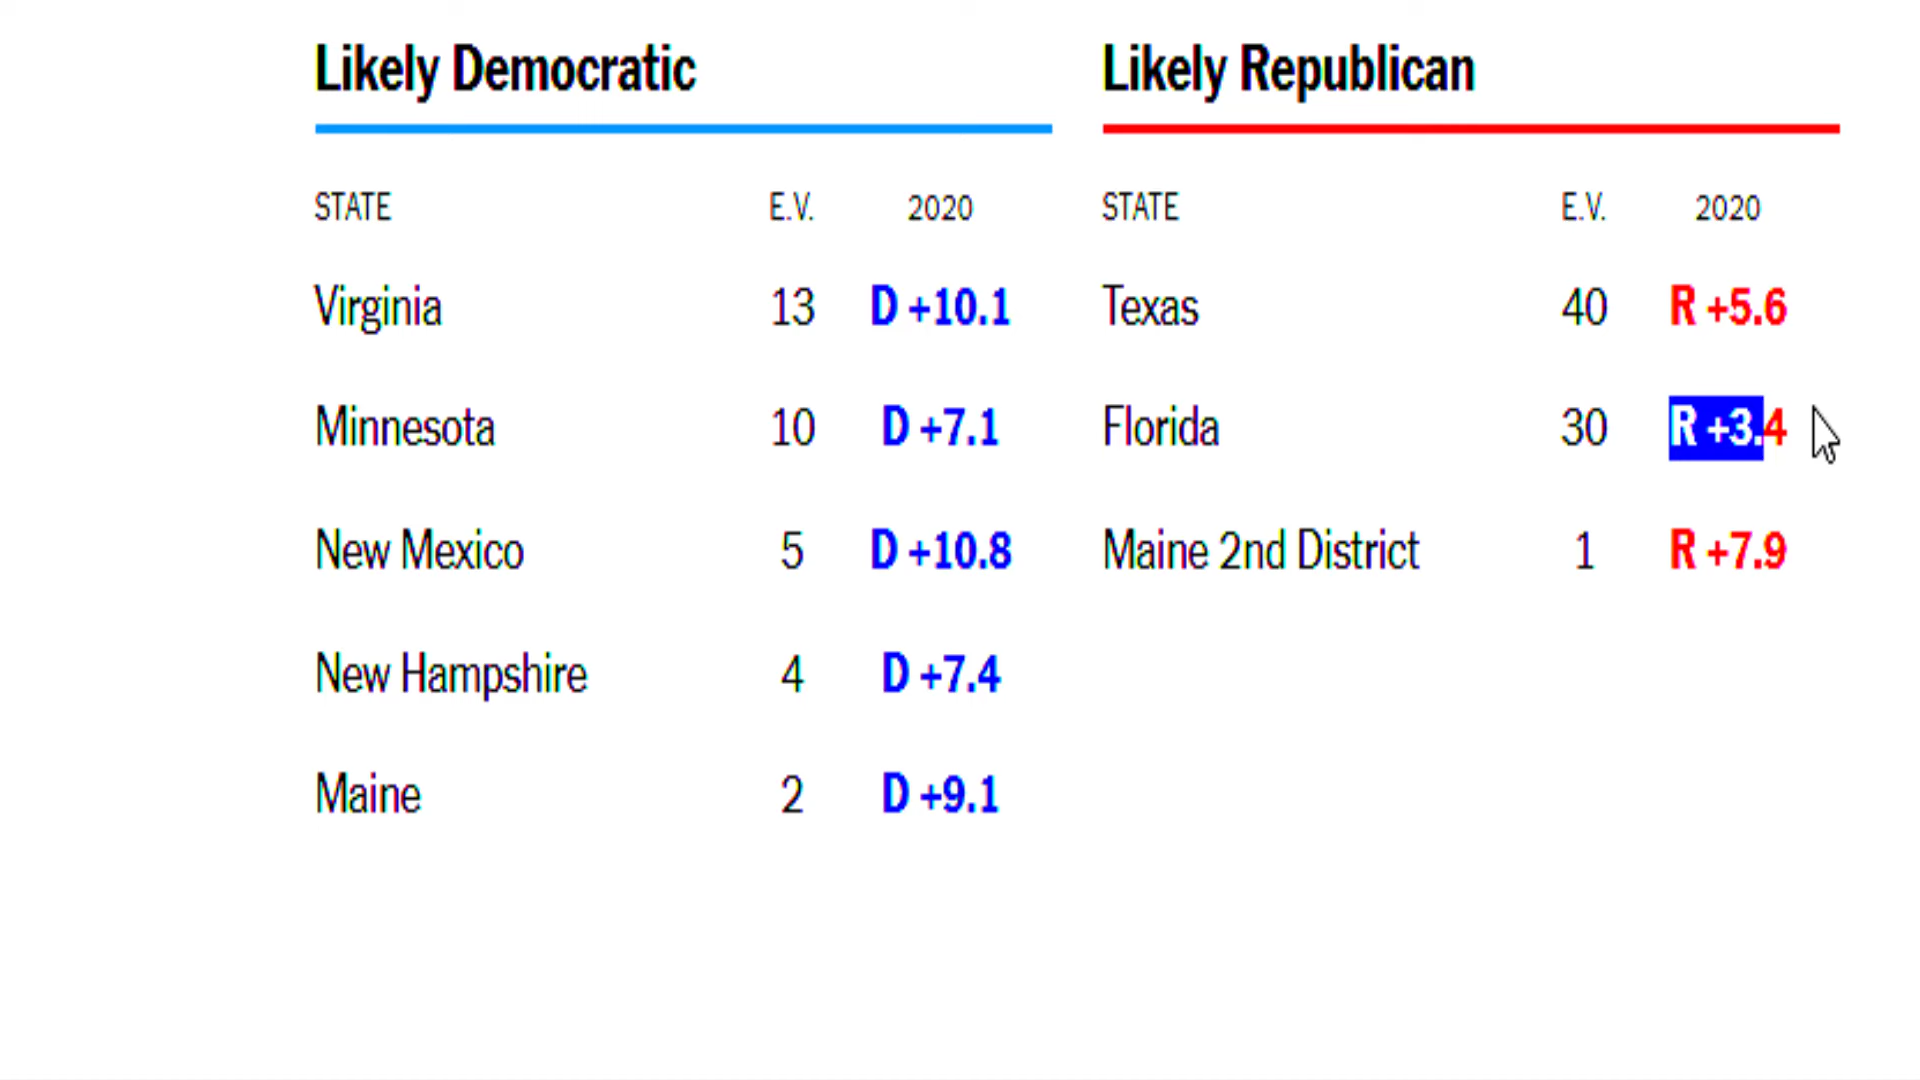 Likely Democratic
STATE E.V. 2020
Virginia 13 D +10.1
Minnesota 10 D +7.1
New Mexico 5 D +10.8
New Hampshire 4 D +7.4
Maine 2 D +9.1
Likely Republican
STATE E.V. 2020
Texas 40 R +5.6
Florida 30 R +3.4
Maine 2nd District 1 R +7.9